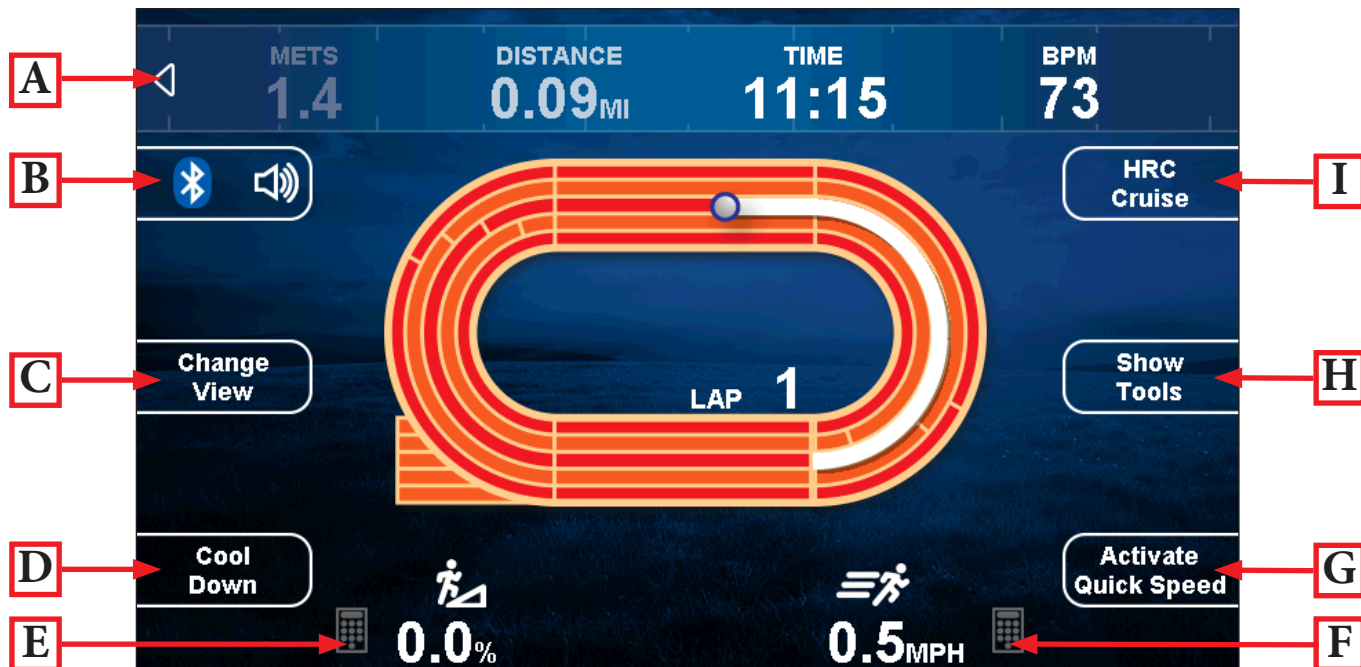 A
METS DISTANCE TIME BPM
1.4 0.09MI 11:15 73
B
HRC
Cruise
I
C
Change
View
LAP 1
Show
Tools
H
D
Cool
Down
Activate
Quick Speed
G
E
0.0%
0.5MPH
F